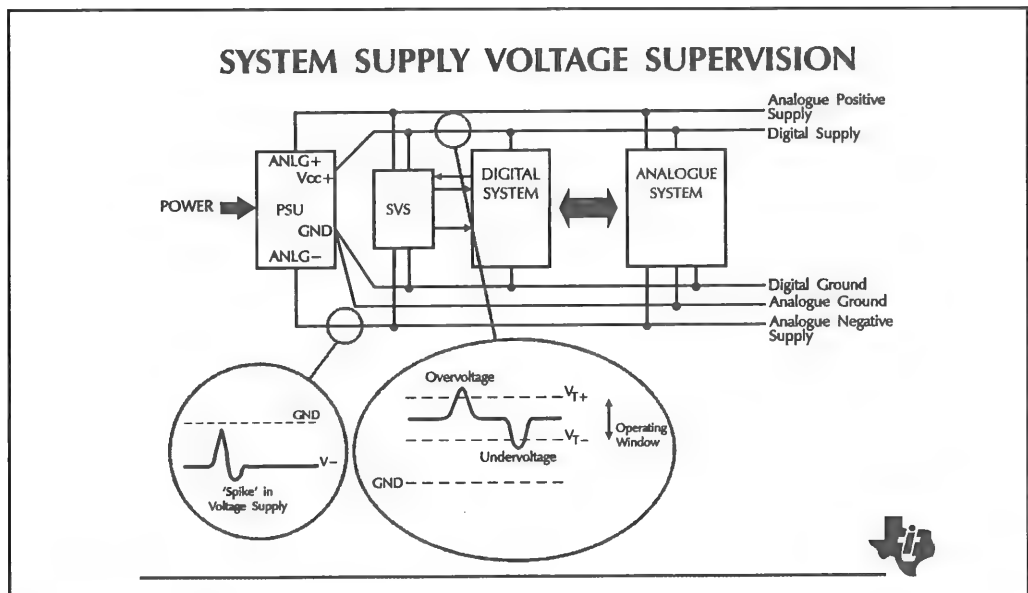 SYSTEM SUPPLY VOLTAGE SUPERVISION
Analogue Positive
Supply
Digital Supply
ANLG+
Vcc+
POWER
PSU
GND
ANLG−
SVS
DIGITAL
SYSTEM
ANALOGUE
SYSTEM
Digital Ground
Analogue Ground
Analogue Negative
Supply
GND
V−
'Spike' in
Voltage Supply
Overvoltage
VT+
Operating
Window
VT−
Undervoltage
GND